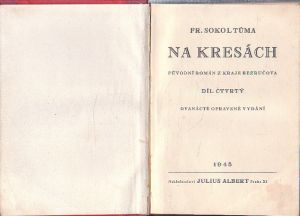 FR. SOKOL TŮMA
NA KRESÁCH
PŮVODNÍ ROMÁN Z KRAJE BEZRUČOVA
DÍL ČTVRTÝ
DVANÁCTÉ OPRAVENÉ VYDÁNÍ
1945
Nakladatelství JULIUS ALBERT Praha XI.